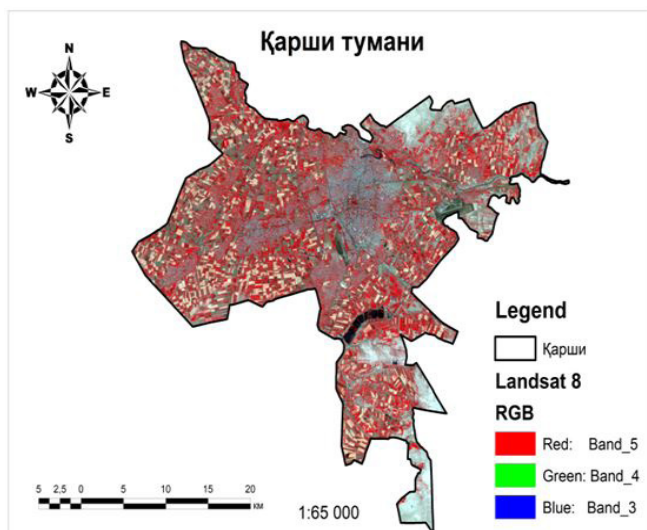 Қарши тумани
N
W E
S
Legend
Қарши
Landsat 8
RGB
Red: Band_5
Green: Band_4
Blue: Band_3
5 2,5 0 5 10 15 20
КМ
1:65 000